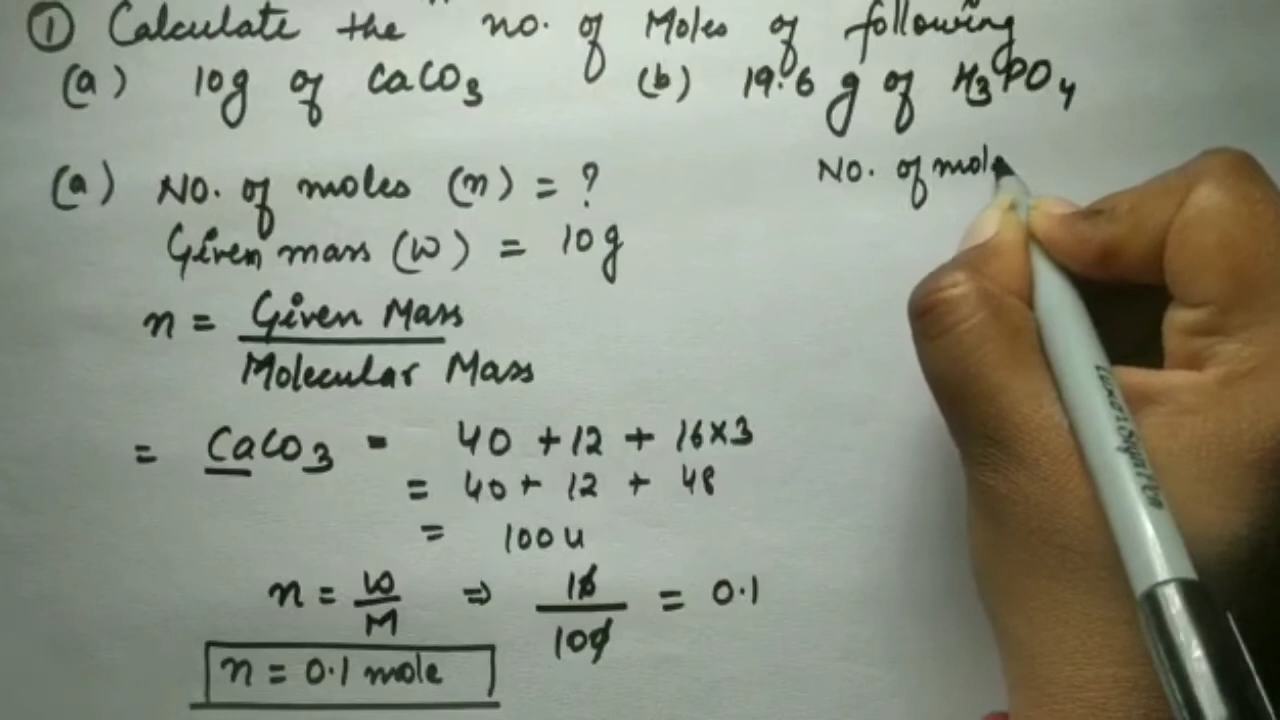 ① Calculate the no. of Moles of following
(a) 10g of CaCO3 (b) 19.6 g of H3PO4
(a) NO. of moles (n) = ?
Given mass (w) = 10g
n = Given Mass
Molecular Mass
= CaCO3 - 40 + 12 + 16×3
= 40 + 12 + 48
= 100 u
n = w/M ⇒ 10/100 = 0.1
n = 0.1 mole
NO. of mole